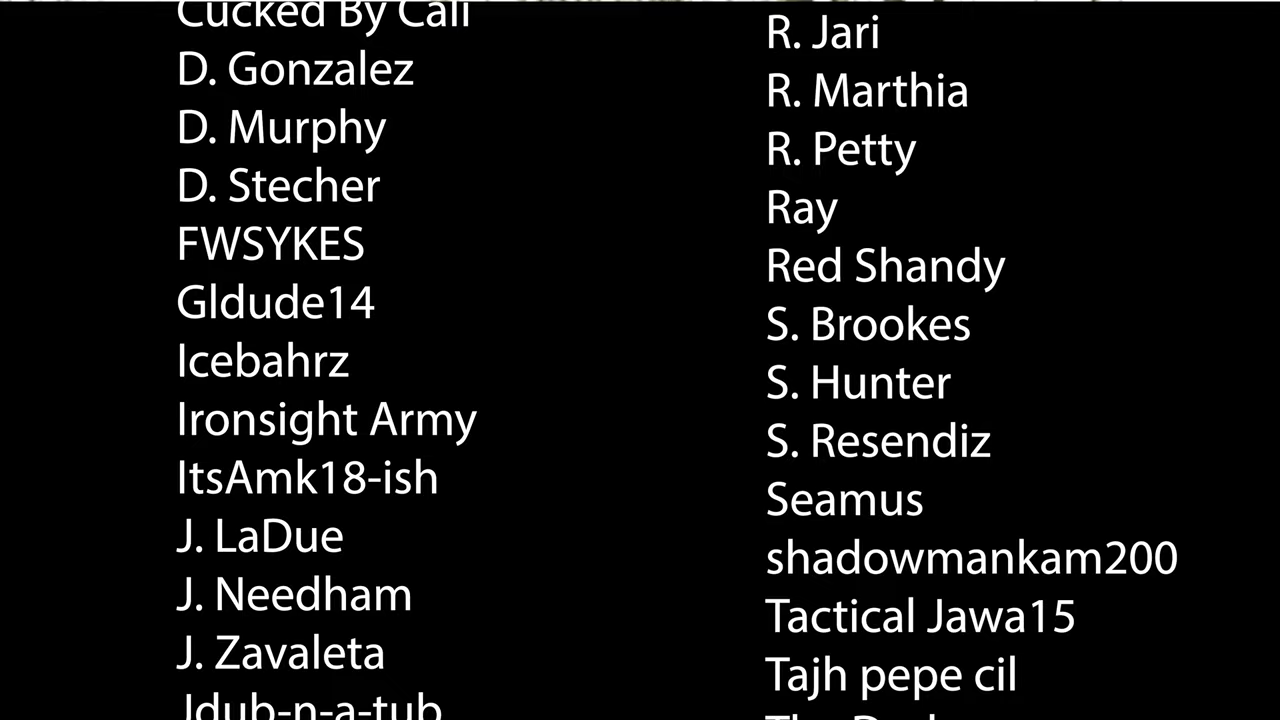 Cucked By Cali
D. Gonzalez
D. Murphy
D. Stecher
FWSYKES
Gldude14
Icebahrz
Ironsight Army
ItsAmk18-ish
J. LaDue
J. Needham
J. Zavaleta
Jdub-n-a-tub
R. Jari
R. Marthia
R. Petty
Ray
Red Shandy
S. Brookes
S. Hunter
S. Resendiz
Seamus
shadowmankam200
Tactical Jawa15
Tajh pepe cil
The